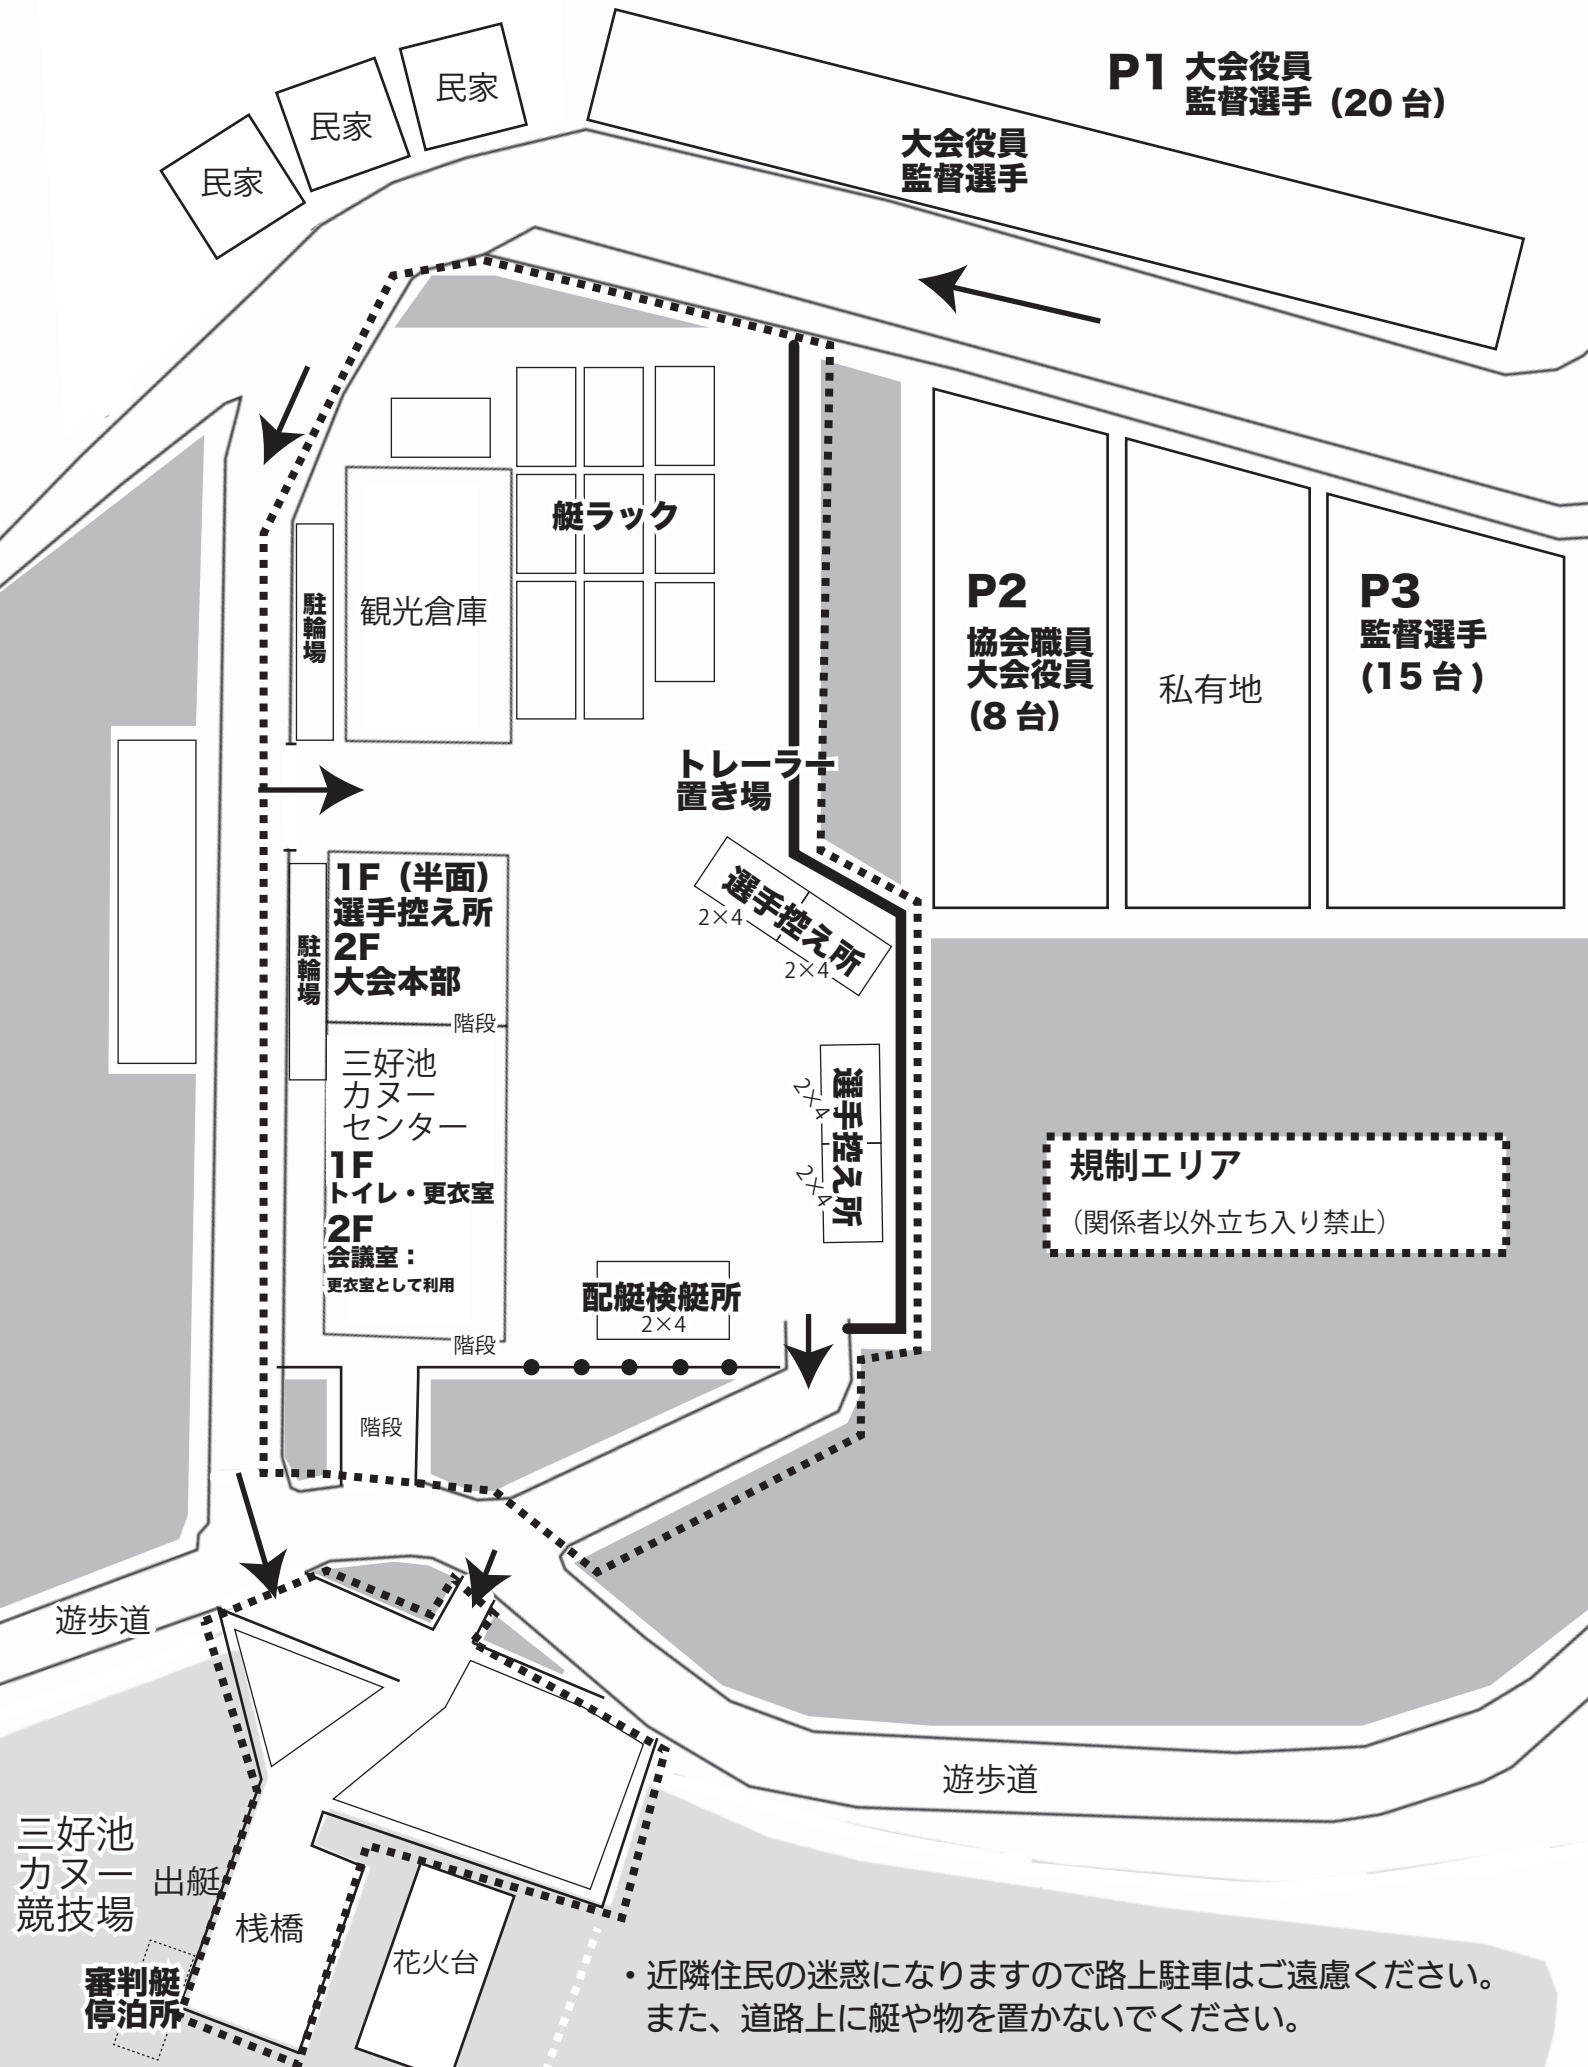 民家
民家
民家
P1 大会役員
監督選手（20 台）
大会役員
監督選手
艇ラック
観光倉庫
駐輪場
P2
協会職員
大会役員
（8 台）
私有地
P3
監督選手
（15 台 ）
トレーラー
置き場
1F（半面）
選手控え所
2F
大会本部
駐輪場
階段
選手控え所
2×4
2×4
三好池
カヌー
センター
1F
トイレ・更衣室
2F
会議室：
更衣室として利用
階段
選手控え所
2×4
2×4
規制エリア
（関係者以外立ち入り禁止）
配艇検艇所
2×4
階段
遊歩道
遊歩道
三好池
カヌー
競技場
出艇
桟橋
花火台
審判艇
停泊所
・近隣住民の迷惑になりますので路上駐車はご遠慮ください。
また、道路上に艇や物を置かないでください。